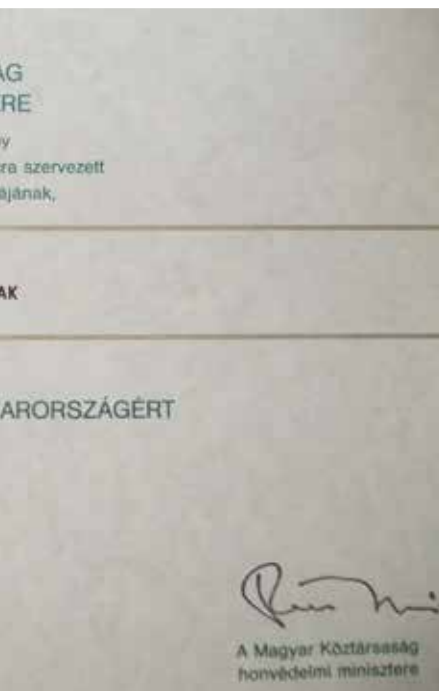 ÁG
ERE
y
ra szervezett
ájának,
AK
ARORSZÁGÉRT
A Magyar Köztársaság
honvédelmi minisztere